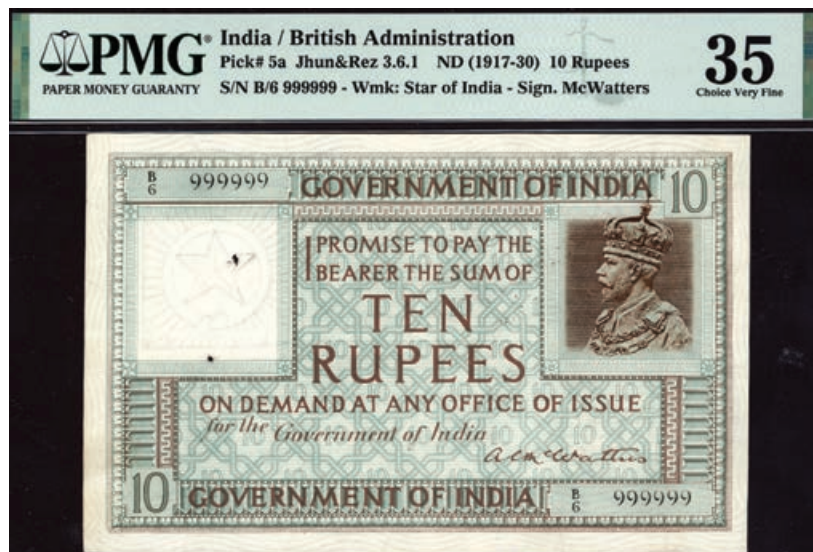 PMG
PAPER MONEY GUARANTY
India / British Administration
Pick# 5a Jhun&Rez 3.6.1 ND (1917-30) 10 Rupees
S/N B/6 999999 - Wmk: Star of India - Sign. McWatters
35
Choice Very Fine
B/6 999999 GOVERNMENT OF INDIA 10
I PROMISE TO PAY THE
BEARER THE SUM OF
TEN
RUPEES
ON DEMAND AT ANY OFFICE OF ISSUE
for the Government of India
A C McWatters
10 GOVERNMENT OF INDIA B/6 999999